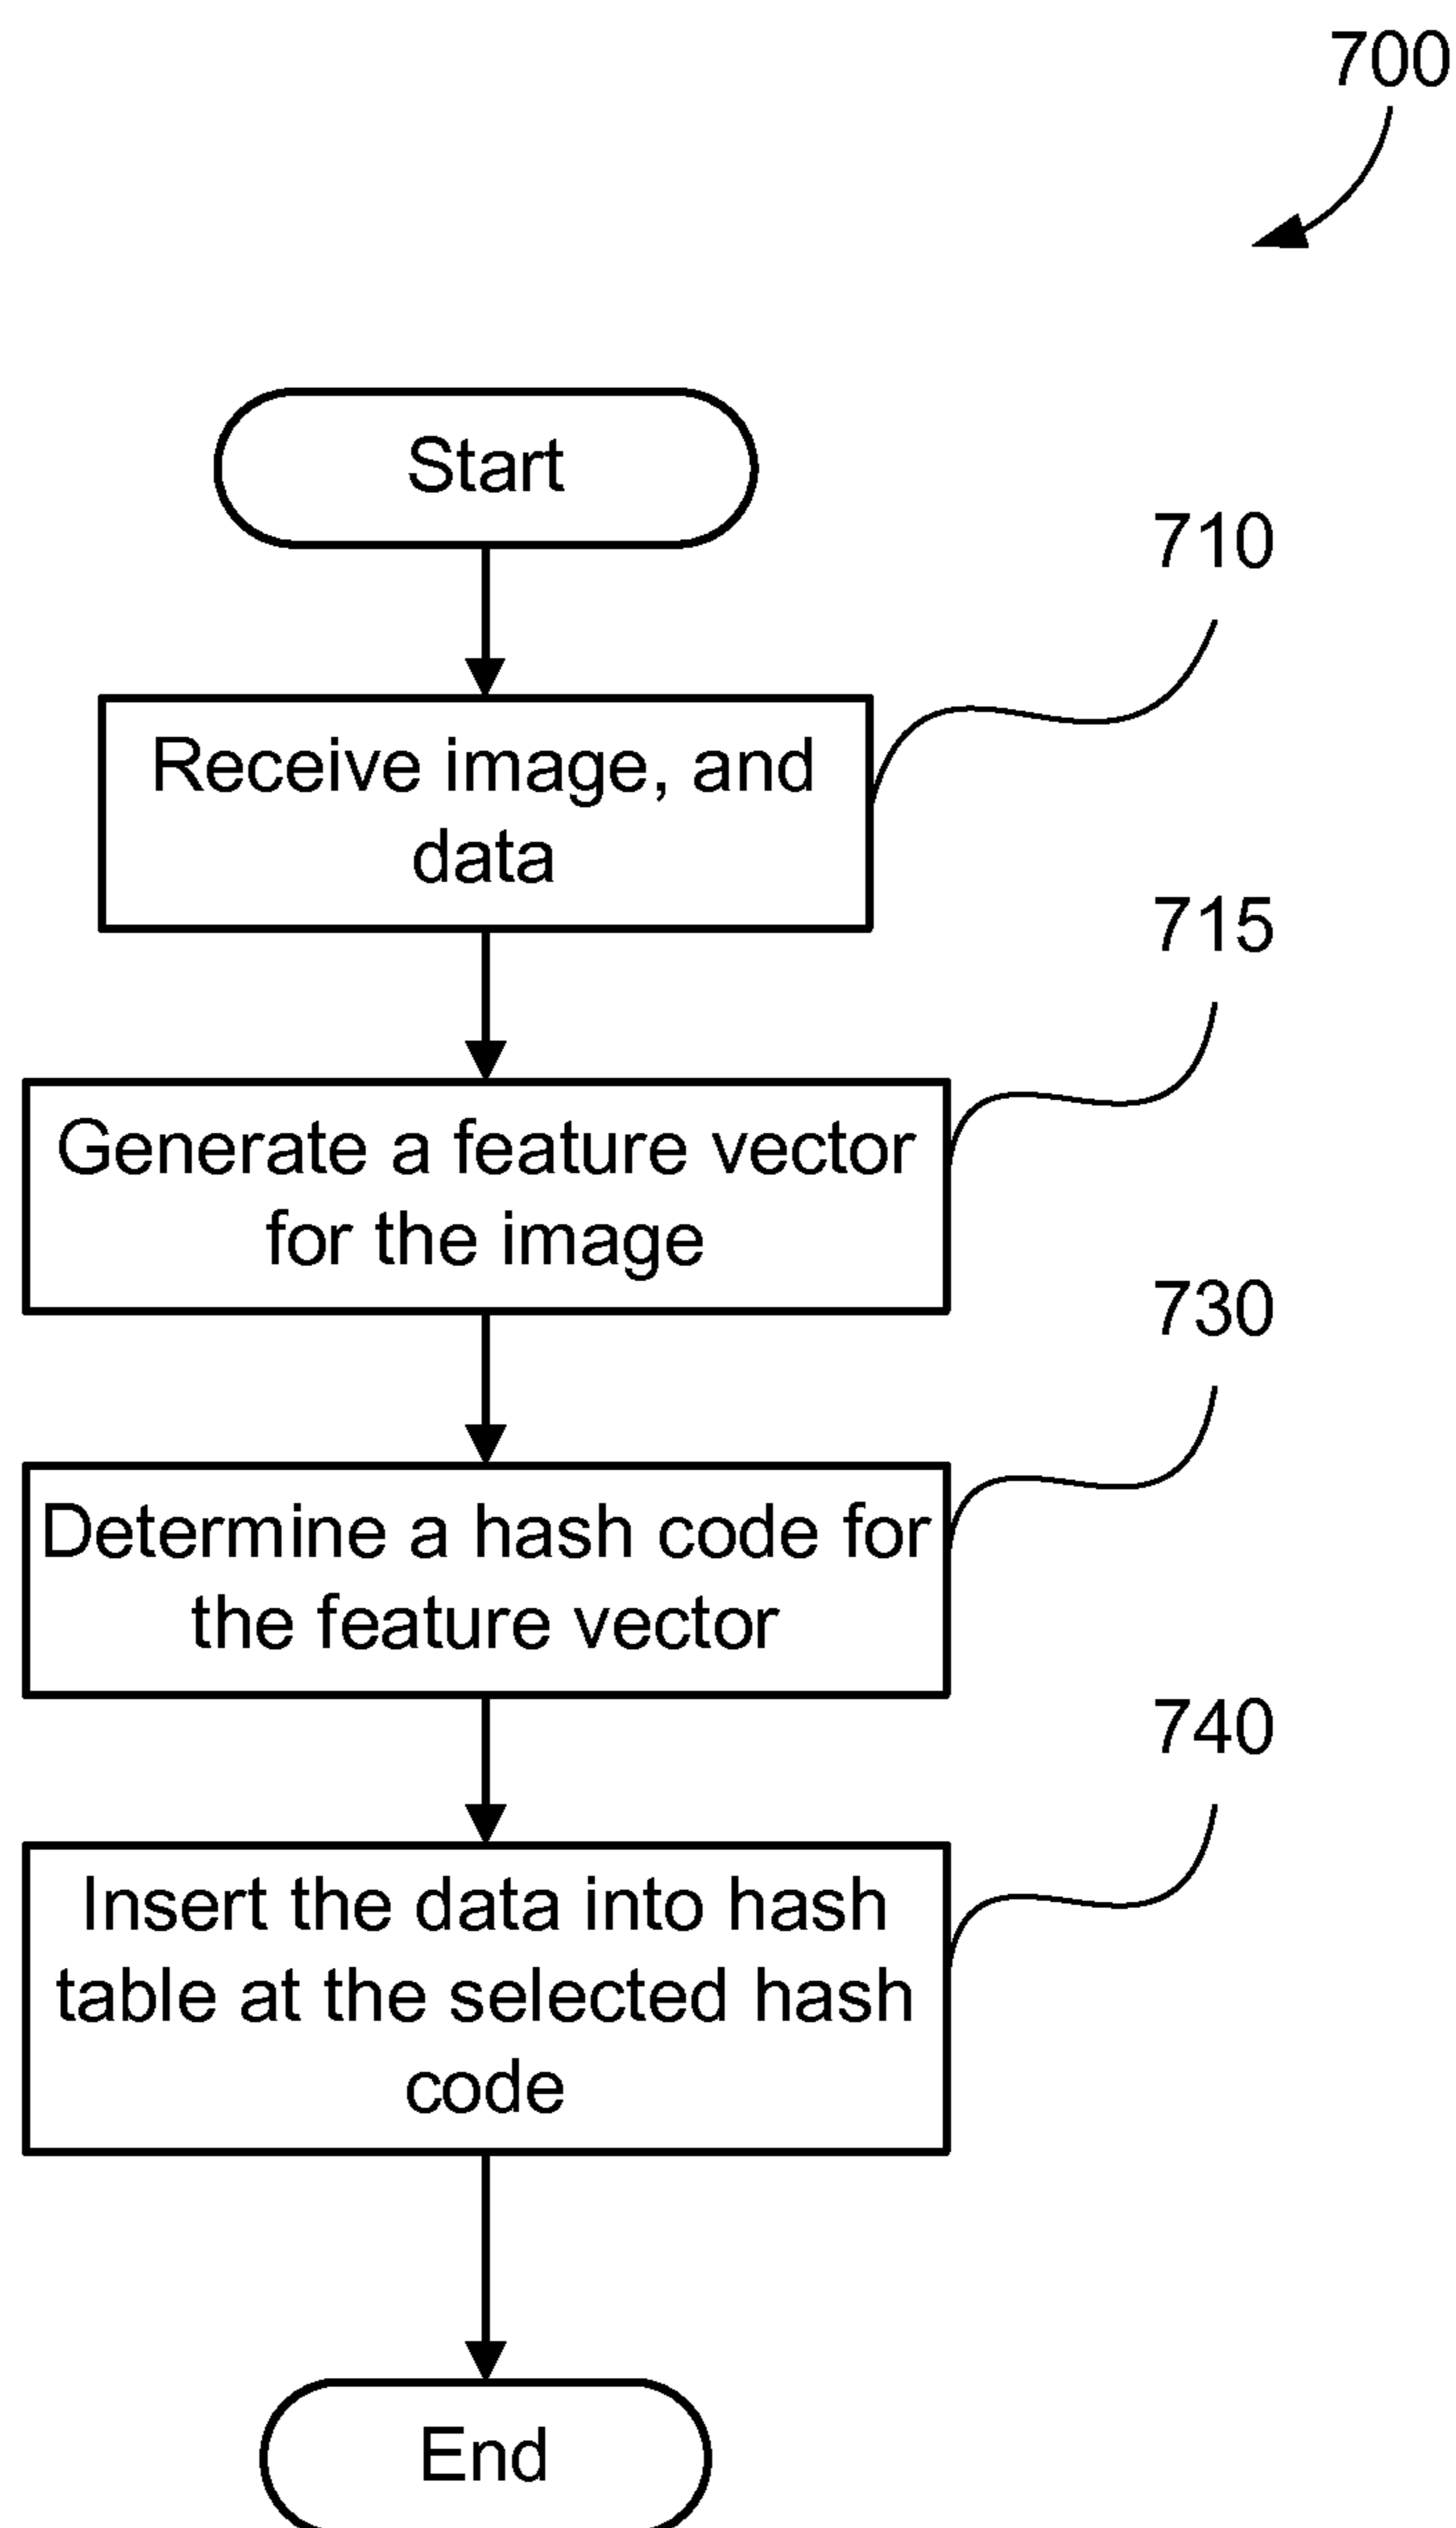 700
Start
710
Receive image, and
data
715
Generate a feature vector
for the image
730
Determine a hash code for
the feature vector
740
Insert the data into hash
table at the selected hash
code
End